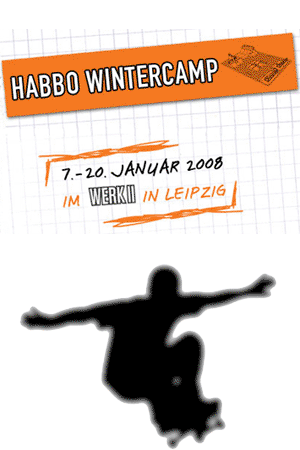 HABBO WINTERCAMP
7.-20. JANUAR 2008
IM WERK II IN LEIPZIG